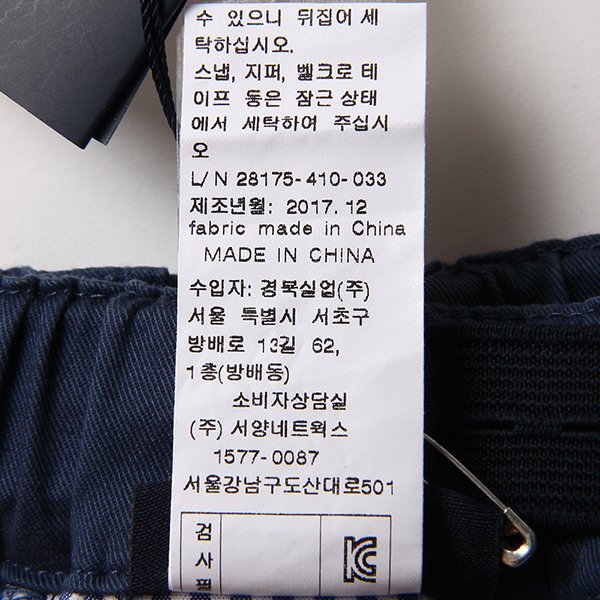 수 있으니 뒤집어 세
탁하십시오.
스냅, 지퍼, 벨크로 테
이프 등은 잠근 상태
에서 세탁하여 주십시
오
L/N 28175-410-033
제조년월: 2017.12
fabric made in China
MADE IN CHINA
수입자: 경복실업(주)
서울 특별시 서초구
방배로 13길 62,
1층(방배동)
소비자상담실
(주) 서양네트웍스
1577-0087
서울강남구도산대로501
검
사
필